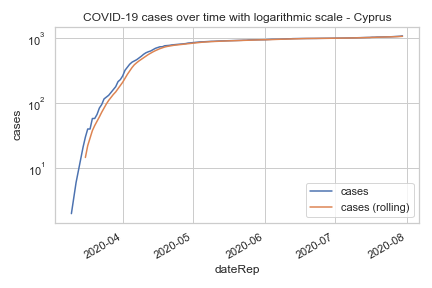 COVID-19 cases over time with logarithmic scale - Cyprus
10³
10²
10¹
cases
cases
cases (rolling)
2020-04
2020-05
2020-06
2020-07
2020-08
dateRep